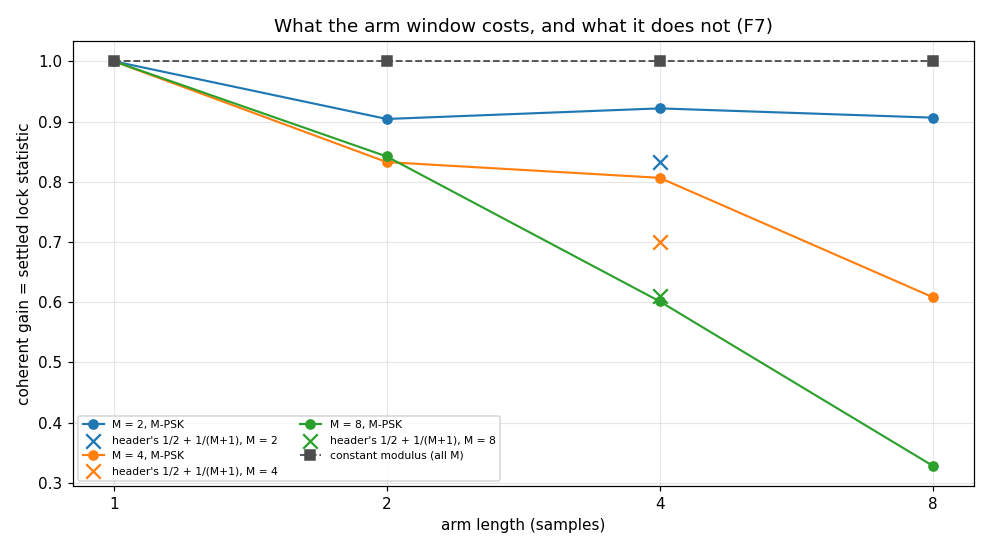 What the arm window costs, and what it does not (F7)
coherent gain = settled lock statistic
1.0
0.9
0.8
0.7
0.6
0.5
0.4
0.3
M = 2, M-PSK
header's 1/2 + 1/(M+1), M = 2
M = 4, M-PSK
header's 1/2 + 1/(M+1), M = 4
M = 8, M-PSK
header's 1/2 + 1/(M+1), M = 8
constant modulus (all M)
1
2
4
8
arm length (samples)